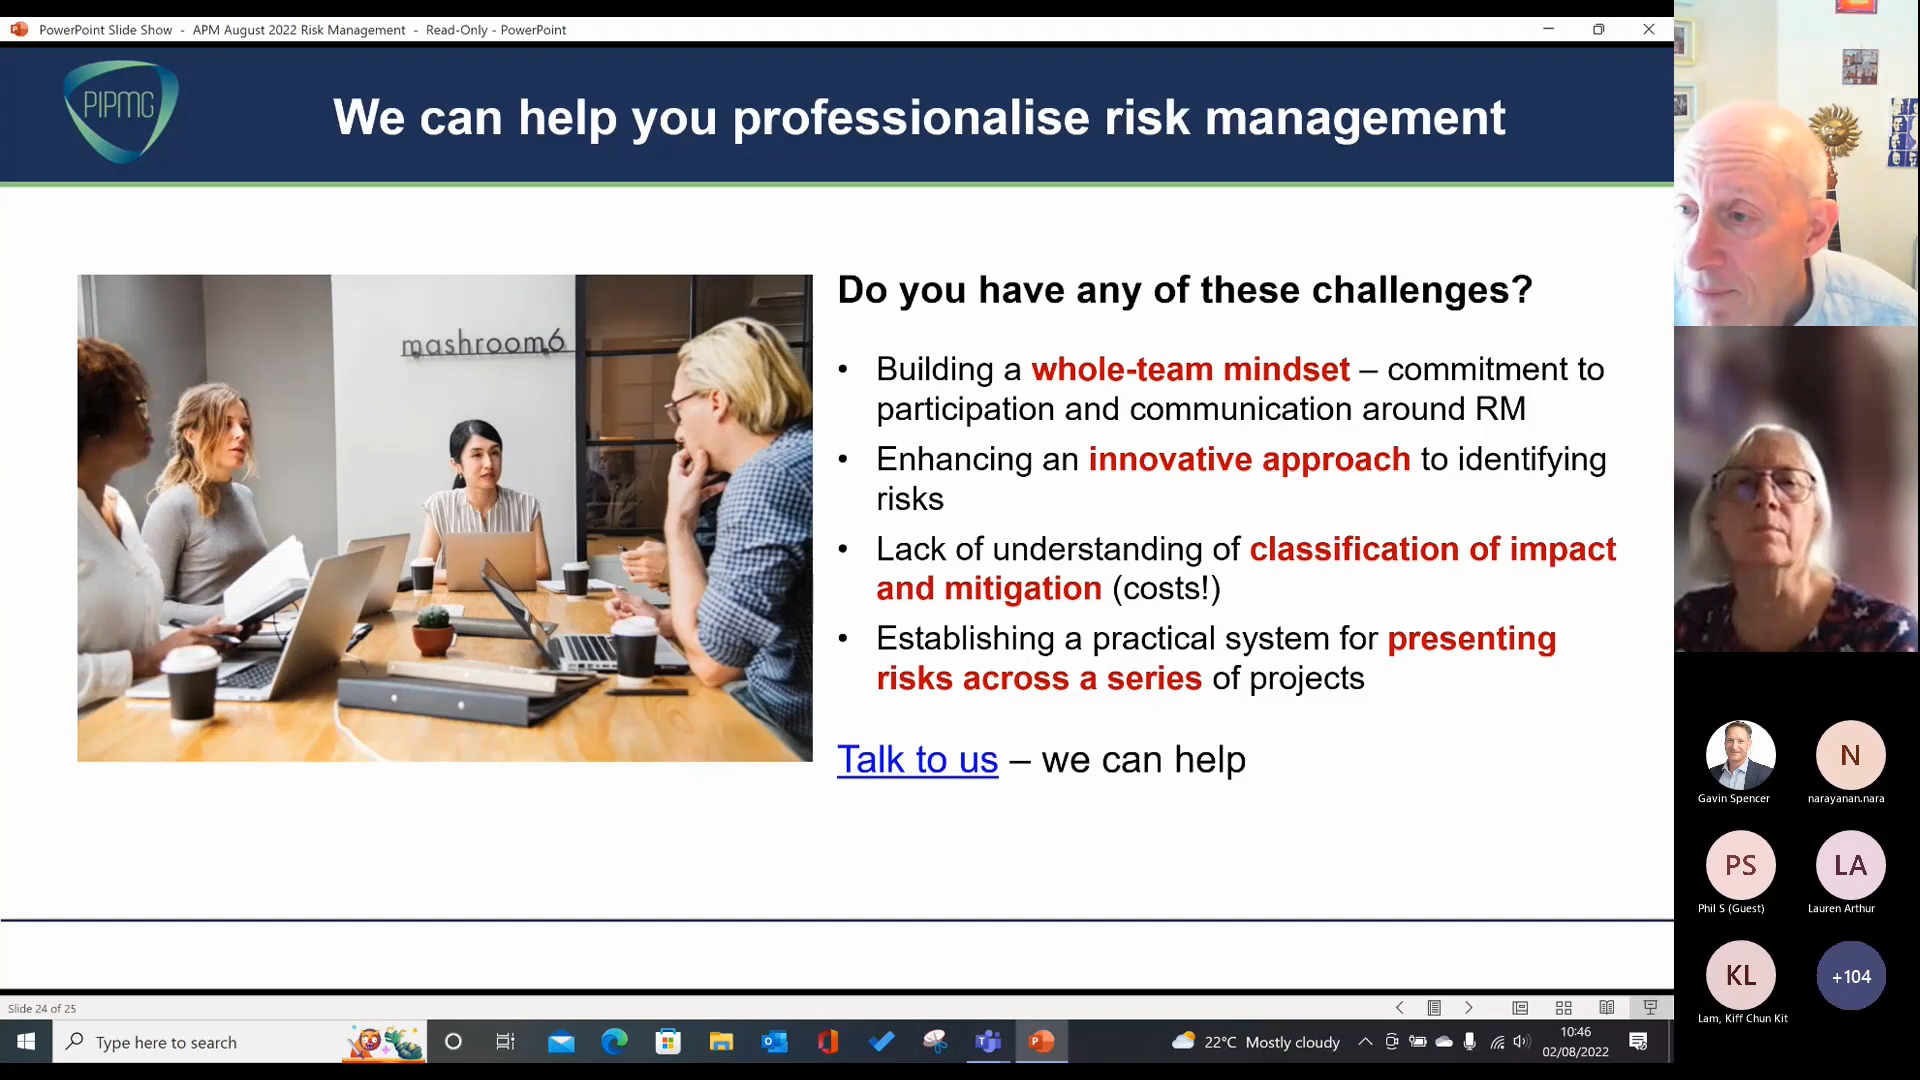 PowerPoint Slide Show - APM August 2022 Risk Management - Read-Only - PowerPoint
PIPMG
We can help you professionalise risk management
mashroom6
Do you have any of these challenges?
• Building a whole-team mindset – commitment to
participation and communication around RM
• Enhancing an innovative approach to identifying
risks
• Lack of understanding of classification of impact
and mitigation (costs!)
• Establishing a practical system for presenting
risks across a series of projects
Talk to us – we can help
Gavin Spencer
N
narayanan.nara
PS
Phil S (Guest)
LA
Lauren Arthur
KL
Lam, Kiff Chun Kit
+104
Slide 24 of 25
Type here to search
22°C Mostly cloudy
10:46
02/08/2022